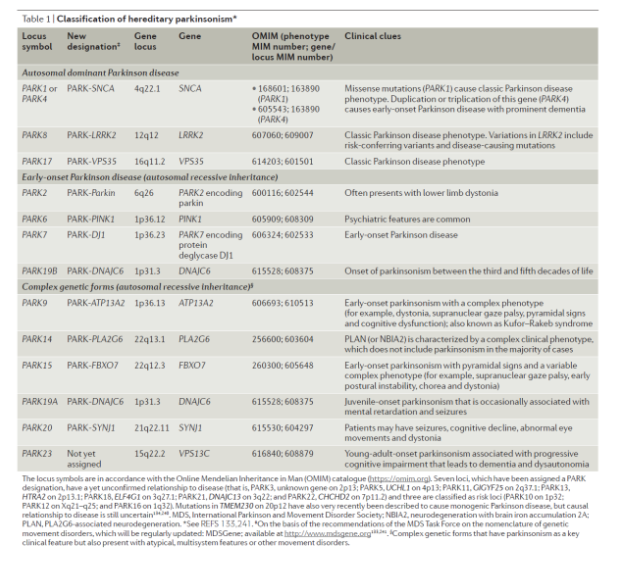 Table 1 | Classification of hereditary parkinsonism*
Locus symbol New designation‡ Gene locus Gene OMIM (phenotype MIM number; gene/locus MIM number) Clinical clues
Autosomal dominant Parkinson disease
PARK1 or PARK4 PARK-SNCA 4q22.1 SNCA • 168601; 163890 (PARK1) • 605543; 163890 (PARK4) Missense mutations (PARK1) cause classic Parkinson disease phenotype. Duplication or triplication of this gene (PARK4) causes early-onset Parkinson disease with prominent dementia
PARK8 PARK-LRRK2 12q12 LRRK2 607060; 609007 Classic Parkinson disease phenotype. Variations in LRRK2 include risk-conferring variants and disease-causing mutations
PARK17 PARK-VPS35 16q11.2 VPS35 614203; 601501 Classic Parkinson disease phenotype
Early-onset Parkinson disease (autosomal recessive inheritance)
PARK2 PARK-Parkin 6q26 PARK2 encoding parkin 600116; 602544 Often presents with lower limb dystonia
PARK6 PARK-PINK1 1p36.12 PINK1 605909; 608309 Psychiatric features are common
PARK7 PARK-DJ1 1p36.23 PARK7 encoding protein deglycase DJ1 606324; 602533 Early-onset Parkinson disease
PARK19B PARK-DNAJC6 1p31.3 DNAJC6 615528; 608375 Onset of parkinsonism between the third and fifth decades of life
Complex genetic forms (autosomal recessive inheritance)§
PARK9 PARK-ATP13A2 1p36.13 ATP13A2 606693; 610513 Early-onset parkinsonism with a complex phenotype (for example, dystonia, supranuclear gaze palsy, pyramidal signs and cognitive dysfunction); also known as Kufor–Rakeb syndrome
PARK14 PARK-PLA2G6 22q13.1 PLA2G6 256600; 603604 PLAN (or NBIA2) is characterized by a complex clinical phenotype, which does not include parkinsonism in the majority of cases
PARK15 PARK-FBXO7 22q12.3 FBXO7 260300; 605648 Early-onset parkinsonism with pyramidal signs and a variable complex phenotype (for example, supranuclear gaze palsy, early postural instability, chorea and dystonia)
PARK19A PARK-DNAJC6 1p31.3 DNAJC6 615528; 608375 Juvenile-onset parkinsonism that is occasionally associated with mental retardation and seizures
PARK20 PARK-SYNJ1 21q22.11 SYNJ1 615530; 604297 Patients may have seizures, cognitive decline, abnormal eye movements and dystonia
PARK23 Not yet assigned 15q22.2 VPS13C 616840; 608879 Young-adult-onset parkinsonism associated with progressive cognitive impairment that leads to dementia and dysautonomia
The locus symbols are in accordance with the Online Mendelian Inheritance in Man (OMIM) catalogue (https://omim.org). Seven loci, which have been assigned a PARK
designation, have a yet unconfirmed relationship to disease (that is, PARK3, unknown gene on 2p13; PARK5, UCHL1 on 4p13; PARK11, GIGYF25 on 2q37.1; PARK13,
HTRA2 on 2p13.1; PARK18, ELF4G1 on 3q27.1; PARK21, DNAJC13 on 3q22; and PARK22, CHCHD2 on 7p11.2) and three are classified as risk loci (PARK10 on 1p32;
PARK12 on Xq21–q25; and PARK16 on 1q32). Mutations in TMEM230 on 20p12 have also very recently been described to cause monogenic Parkinson disease, but causal
relationship to disease is still uncertain. MDS, International Parkinson and Movement Disorder Society; NBIA2, neurodegeneration with brain iron accumulation 2A;
PLAN, PLA2G6-associated neurodegeneration. *See REFS 133,241. ‡On the basis of the recommendations of the MDS Task Force on the nomenclature of genetic
movement disorders, which will be regularly updated: MDSGene; available at http://www.mdsgene.org. §Complex genetic forms that have parkinsonism as a key
clinical feature but also present with atypical, multisystem features or other movement disorders.